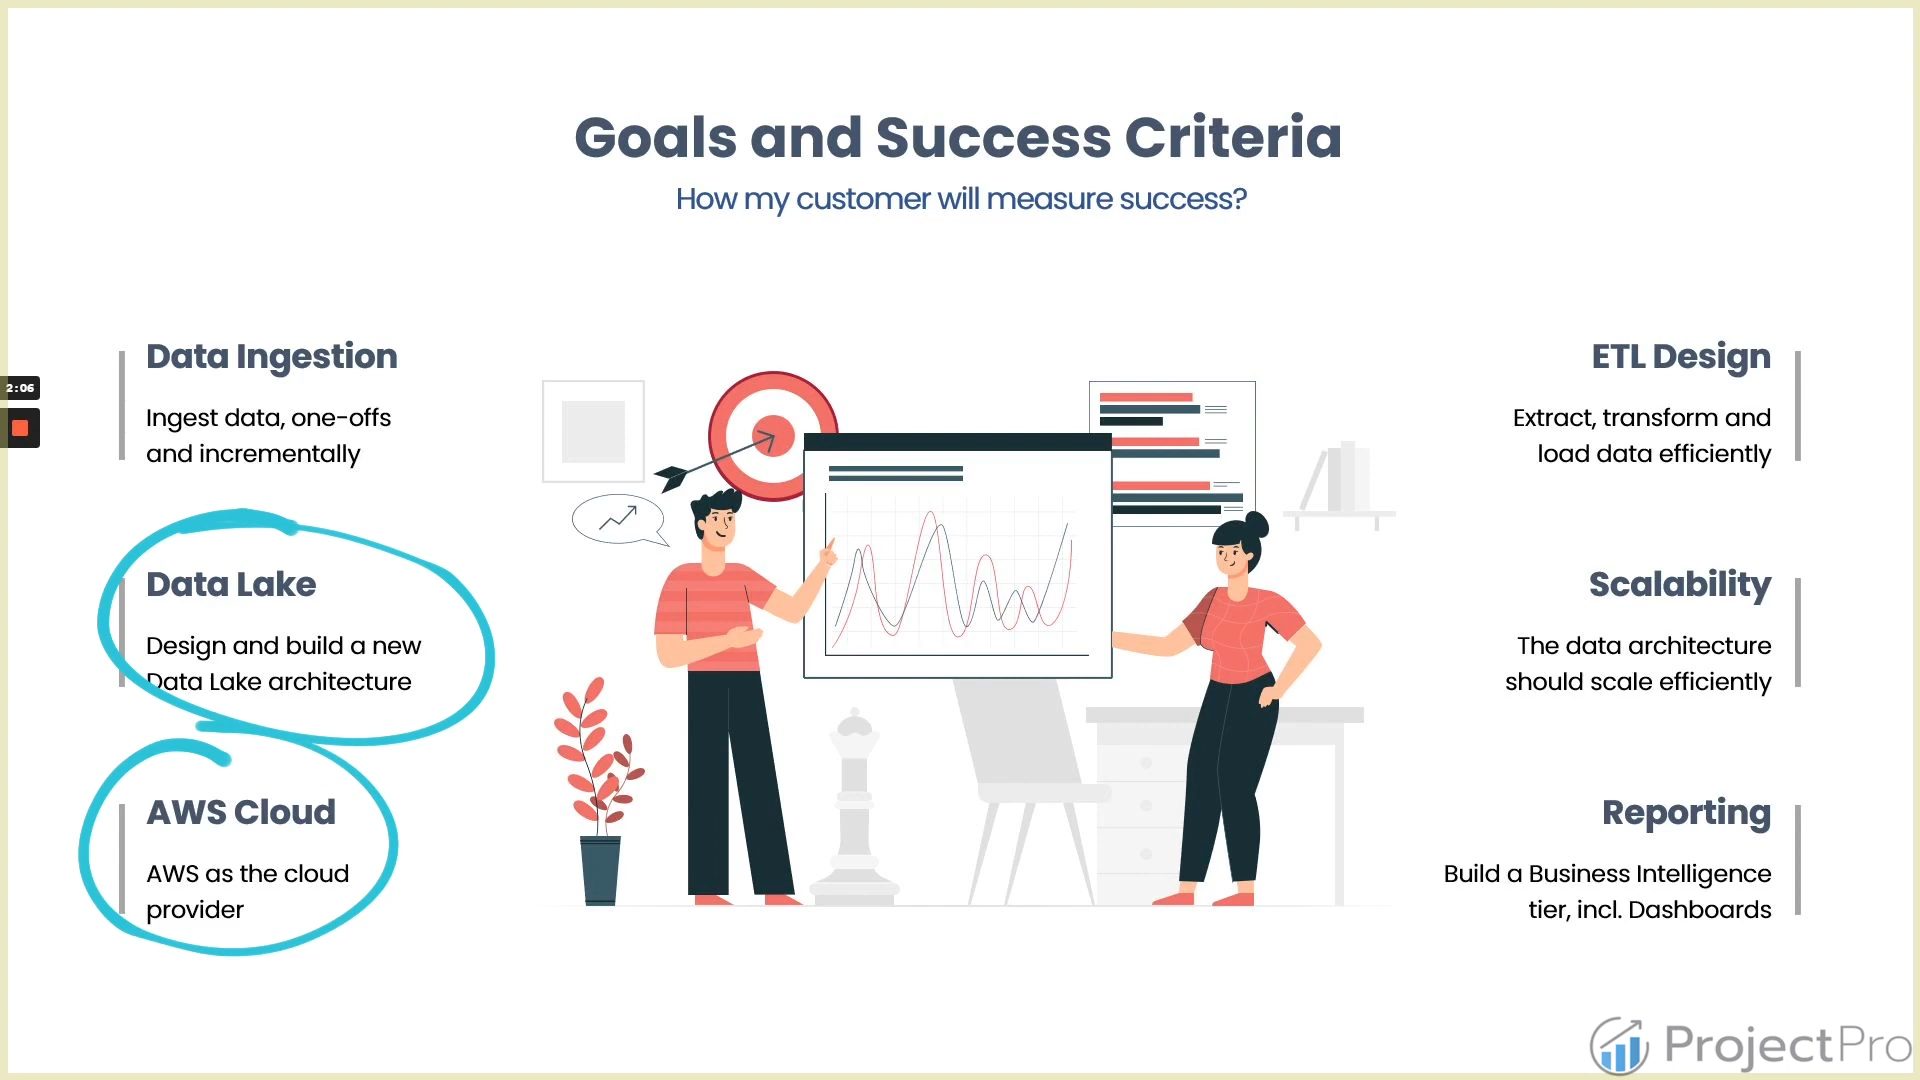 Goals and Success Criteria
How my customer will measure success?
Data Ingestion
Ingest data, one-offs
and incrementally
Data Lake
Design and build a new
Data Lake architecture
AWS Cloud
AWS as the cloud
provider
ETL Design
Extract, transform and
load data efficiently
Scalability
The data architecture
should scale efficiently
Reporting
Build a Business Intelligence
tier, incl. Dashboards
2:06
ProjectPro